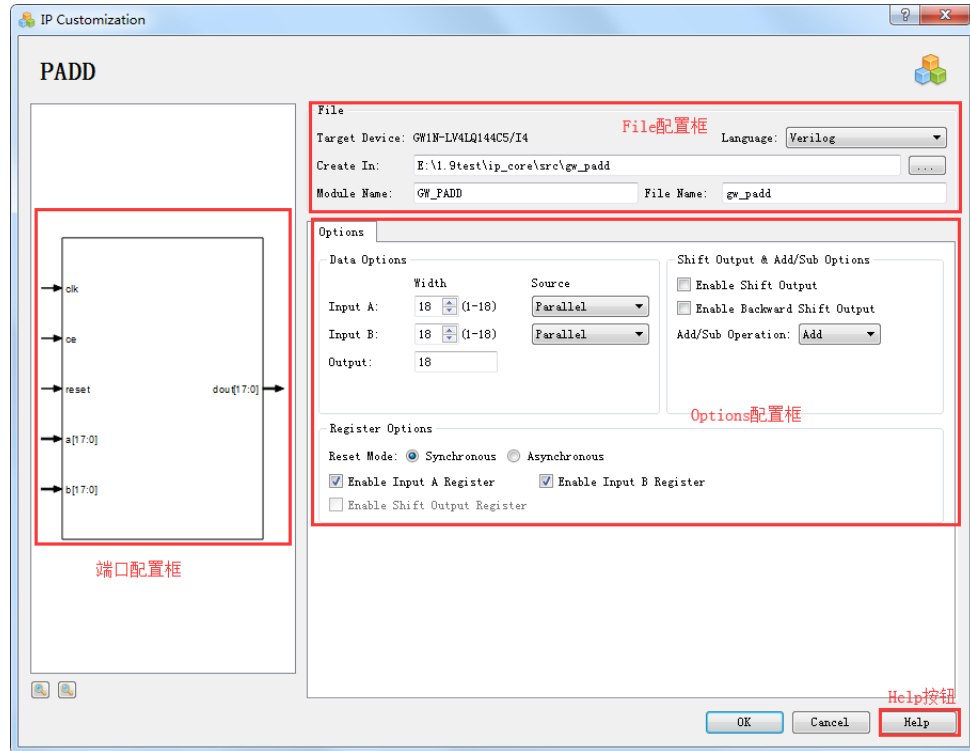 IP Customization
PADD
File
File配置框
Target Device: GW1N-LV4LQ144C5/I4
Language: Verilog
Create In: E:\1.9test\ip_core\src\gw_padd
...
Module Name: GW_PADD
File Name: gw_padd
Options
Data Options
Width Source
Input A: 18 (1-18) Parallel
Input B: 18 (1-18) Parallel
Output: 18
Shift Output & Add/Sub Options
Enable Shift Output
Enable Backward Shift Output
Add/Sub Operation: Add
Options配置框
Register Options
Reset Mode: Synchronous Asynchronous
Enable Input A Register Enable Input B Register
Enable Shift Output Register
clk
ce
reset
dout[17:0]
a[17:0]
b[17:0]
端口配置框
Help按钮
OK Cancel Help